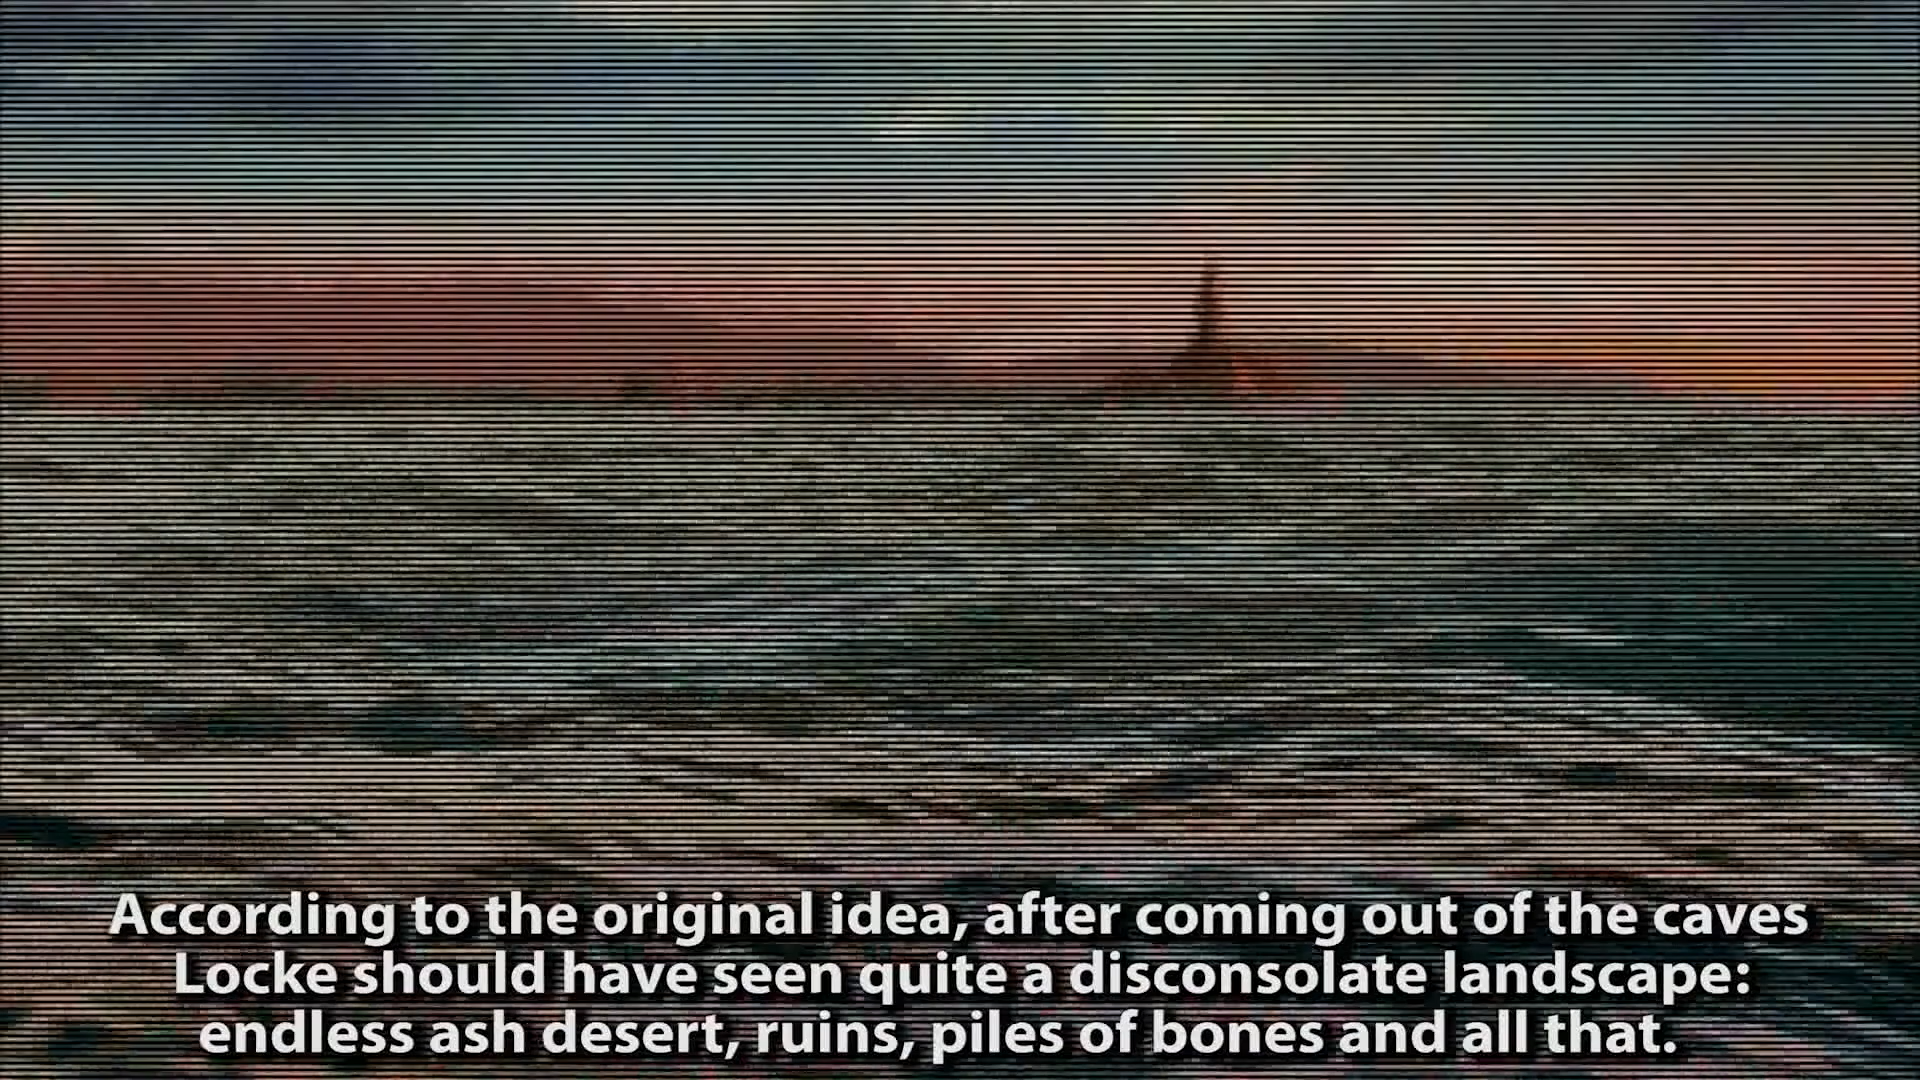 According to the original idea, after coming out of the caves
Locke should have seen quite a disconsolate landscape:
endless ash desert, ruins, piles of bones and all that.